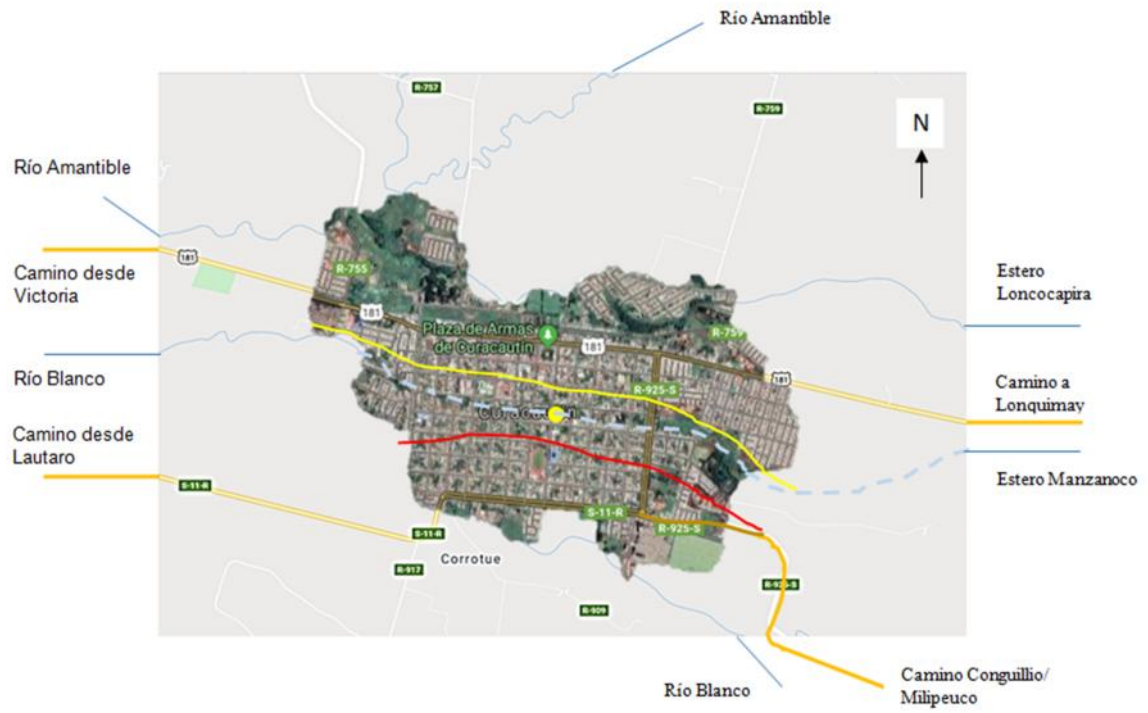 Río Amantible
R-757
R-759
N
Río Amantible
181
Camino desde
Victoria
R-755
181
Estero
Loncocapira
Plaza de Armas
de Curacautín
181
R-759
Río Blanco
181
Camino a
Lonquimay
R-925-S
Camino desde
Lautaro
Estero Manzanoco
S-11-R
S-11-R
S-11-R
R-925-S
Corrotue
R-917
R-925-S
R-909
Río Blanco
Camino Conguillio/
Milipeuco